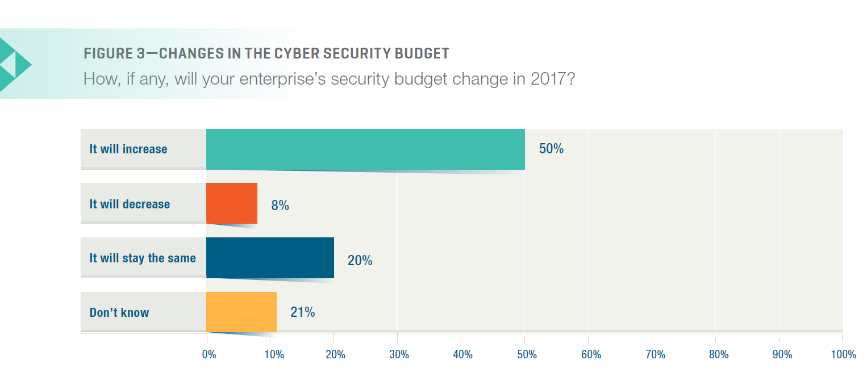 FIGURE 3—CHANGES IN THE CYBER SECURITY BUDGET
How, if any, will your enterprise's security budget change in 2017?
It will increase 50%
It will decrease 8%
It will stay the same 20%
Don't know 21%
0% 10% 20% 30% 40% 50% 60% 70% 80% 90% 100%